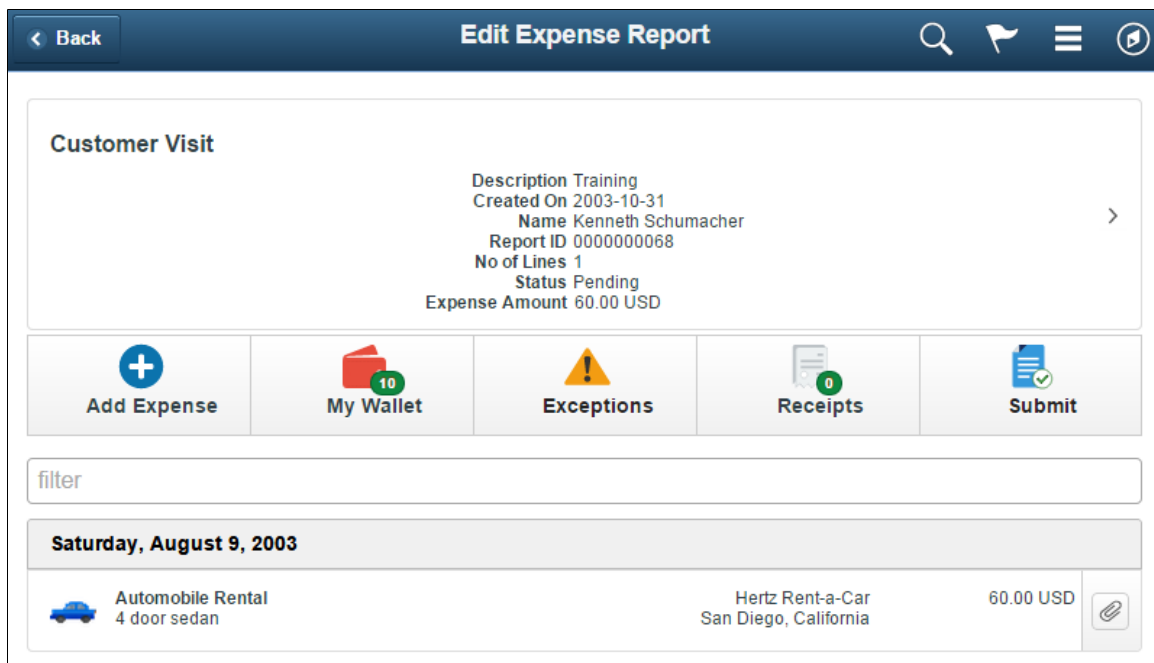 Back
Edit Expense Report
Customer Visit
Description Training
Created On 2003-10-31
Name Kenneth Schumacher
Report ID 0000000068
No of Lines 1
Status Pending
Expense Amount 60.00 USD
10
0
Add Expense
My Wallet
Exceptions
Receipts
Submit
filter
Saturday, August 9, 2003
Automobile Rental
4 door sedan
Hertz Rent-a-Car
San Diego, California
60.00 USD